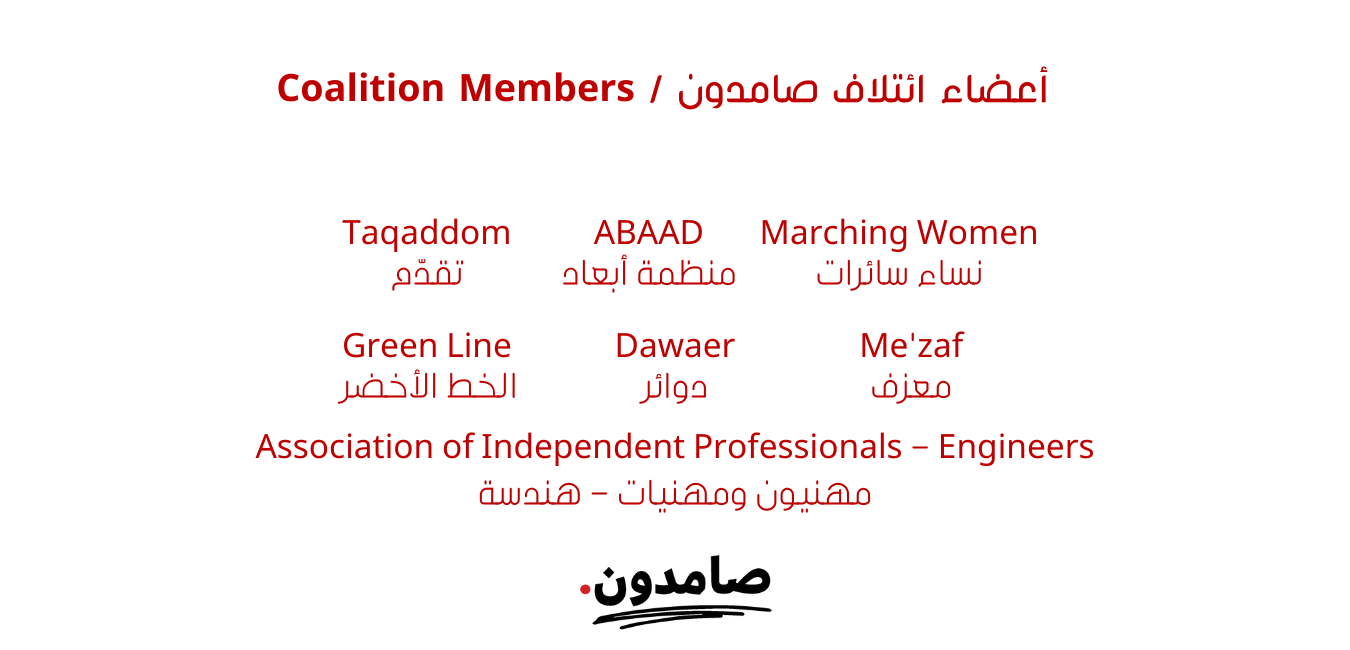 Coalition Members / أعضاء ائتلاف صامدون
Taqaddom
تقدّم
ABAAD
منظمة أبعاد
Marching Women
نساء سائرات
Green Line
الخط الأخضر
Dawaer
دوائر
Me'zaf
معزف
Association of Independent Professionals – Engineers
مهنيون ومهنيات – هندسة
صامدون.